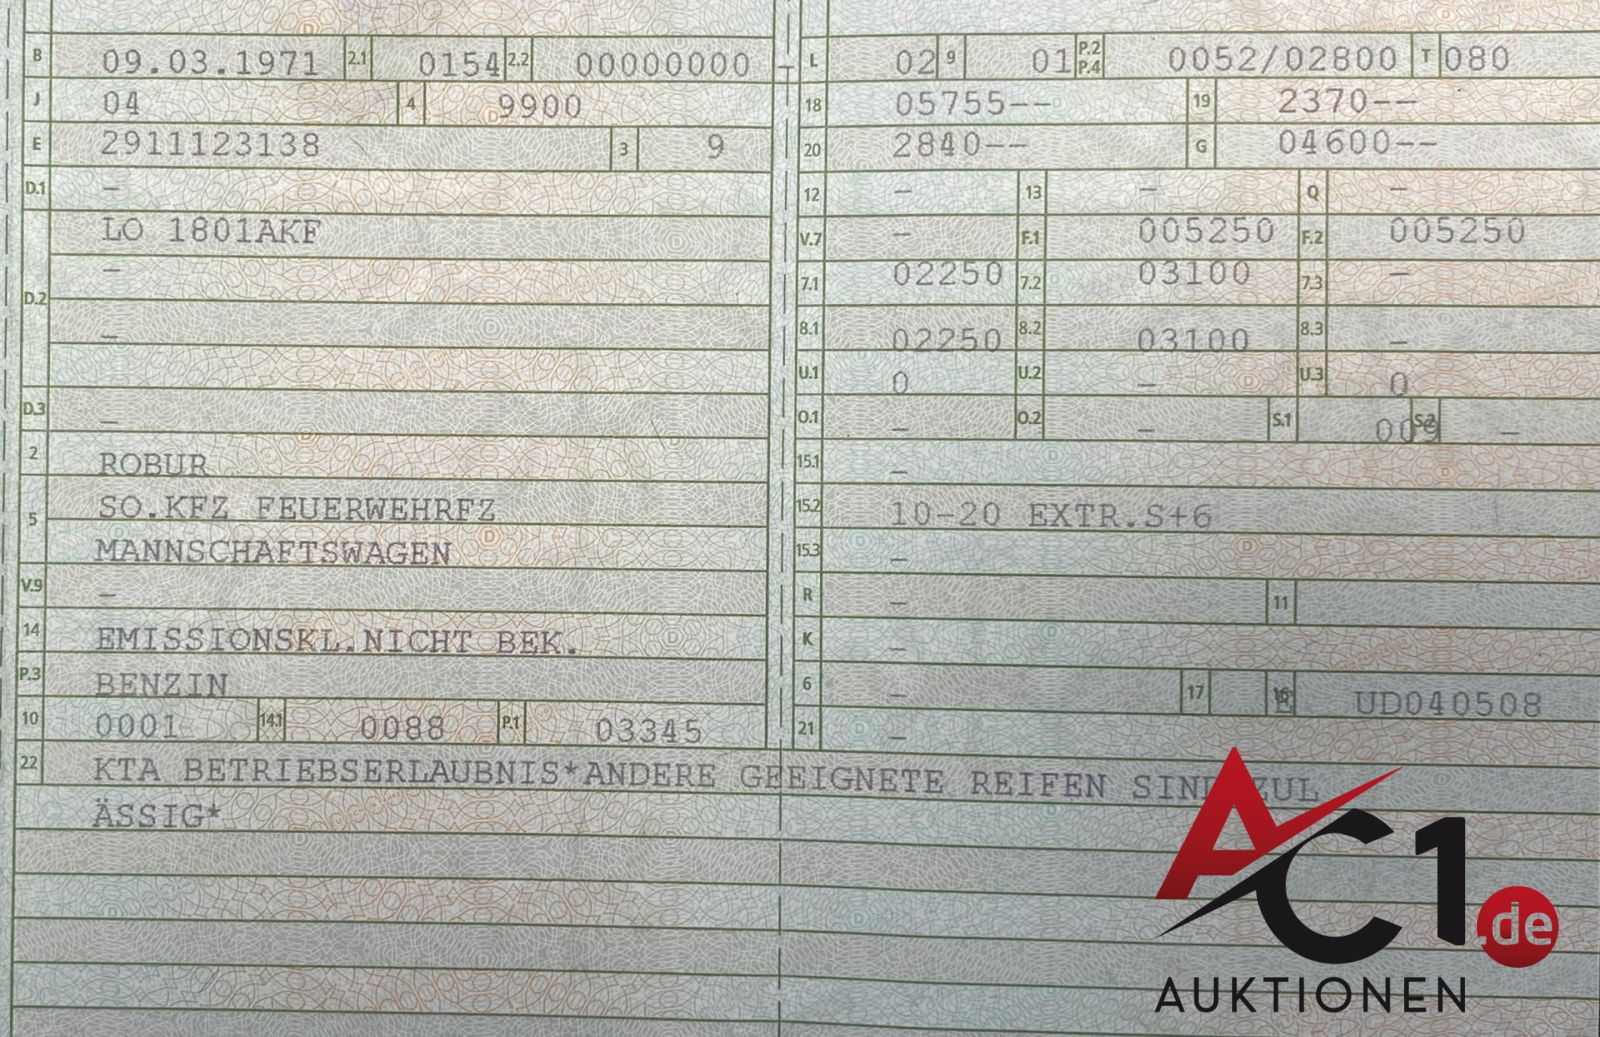 B 09.03.1971 2.1 0154 2.2 00000000 –
J 04 4 9900
E 2911123138 3 9
D.1 –
LO 1801AKF
D.2 –
–
D.3 –
2 ROBUR
5 SO.KFZ FEUERWEHRFZ
MANNSCHAFTSWAGEN
V.9 –
14 EMISSIONSKL.NICHT BEK.
P.3 BENZIN
10 0001 14.1 0088 P.1 03345
L 02 9 01 P.2 P.4 0052/02800 T 080
18 05755-- 19 2370--
20 2840-- G 04600--
12 – 13 – Q –
V.7 – F.1 005250 F.2 005250
7.1 02250 7.2 03100 7.3 –
8.1 02250 8.2 03100 8.3 –
U.1 0 U.2 – U.3 0
O.1 – O.2 – S.1 009 S.2 –
15.1 –
15.2 10-20 EXTR.S+6
15.3 –
R – 11
K –
6 – 17 16 UD040508
21 –
22 KTA BETRIEBSERLAUBNIS*ANDERE GEEIGNETE REIFEN SIND ZUL
ÄSSIG*
AC1.de
AUKTIONEN